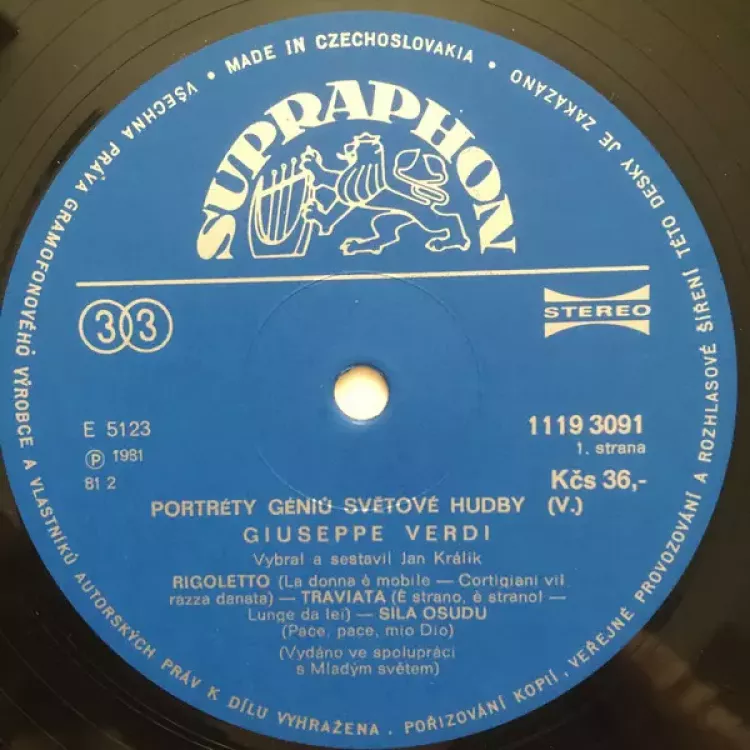 • MADE IN CZECHOSLOVAKIA •
SUPRAPHON
33
STEREO
E 5123
℗ 1981
81 2
1119 3091
1. strana
Kčs 36,-
PORTRÉTY GÉNIŮ SVĚTOVÉ HUDBY (V.)
GIUSEPPE VERDI
Vybral a sestavil Jan Králík
RIGOLETTO (La donna è mobile — Cortigiani vil
razza danata) — TRAVIATA (È strano, è strano! —
Lunge da lei) — SÍLA OSUDU
(Pace, pace, mio Dio)
(Vydáno ve spolupráci
s Mladým světem)
VŠECHNA PRÁVA GRAMOFONOVÉHO VÝROBCE A VLASTNÍKŮ AUTORSKÝCH PRÁV K DÍLU VYHRAŽENA. POŘIZOVÁNÍ KOPIÍ, VEŘEJNÉ PROVOZOVÁNÍ A ROZHLASOVÉ ŠÍŘENÍ TÉTO DESKY JE ZAKÁZÁNO